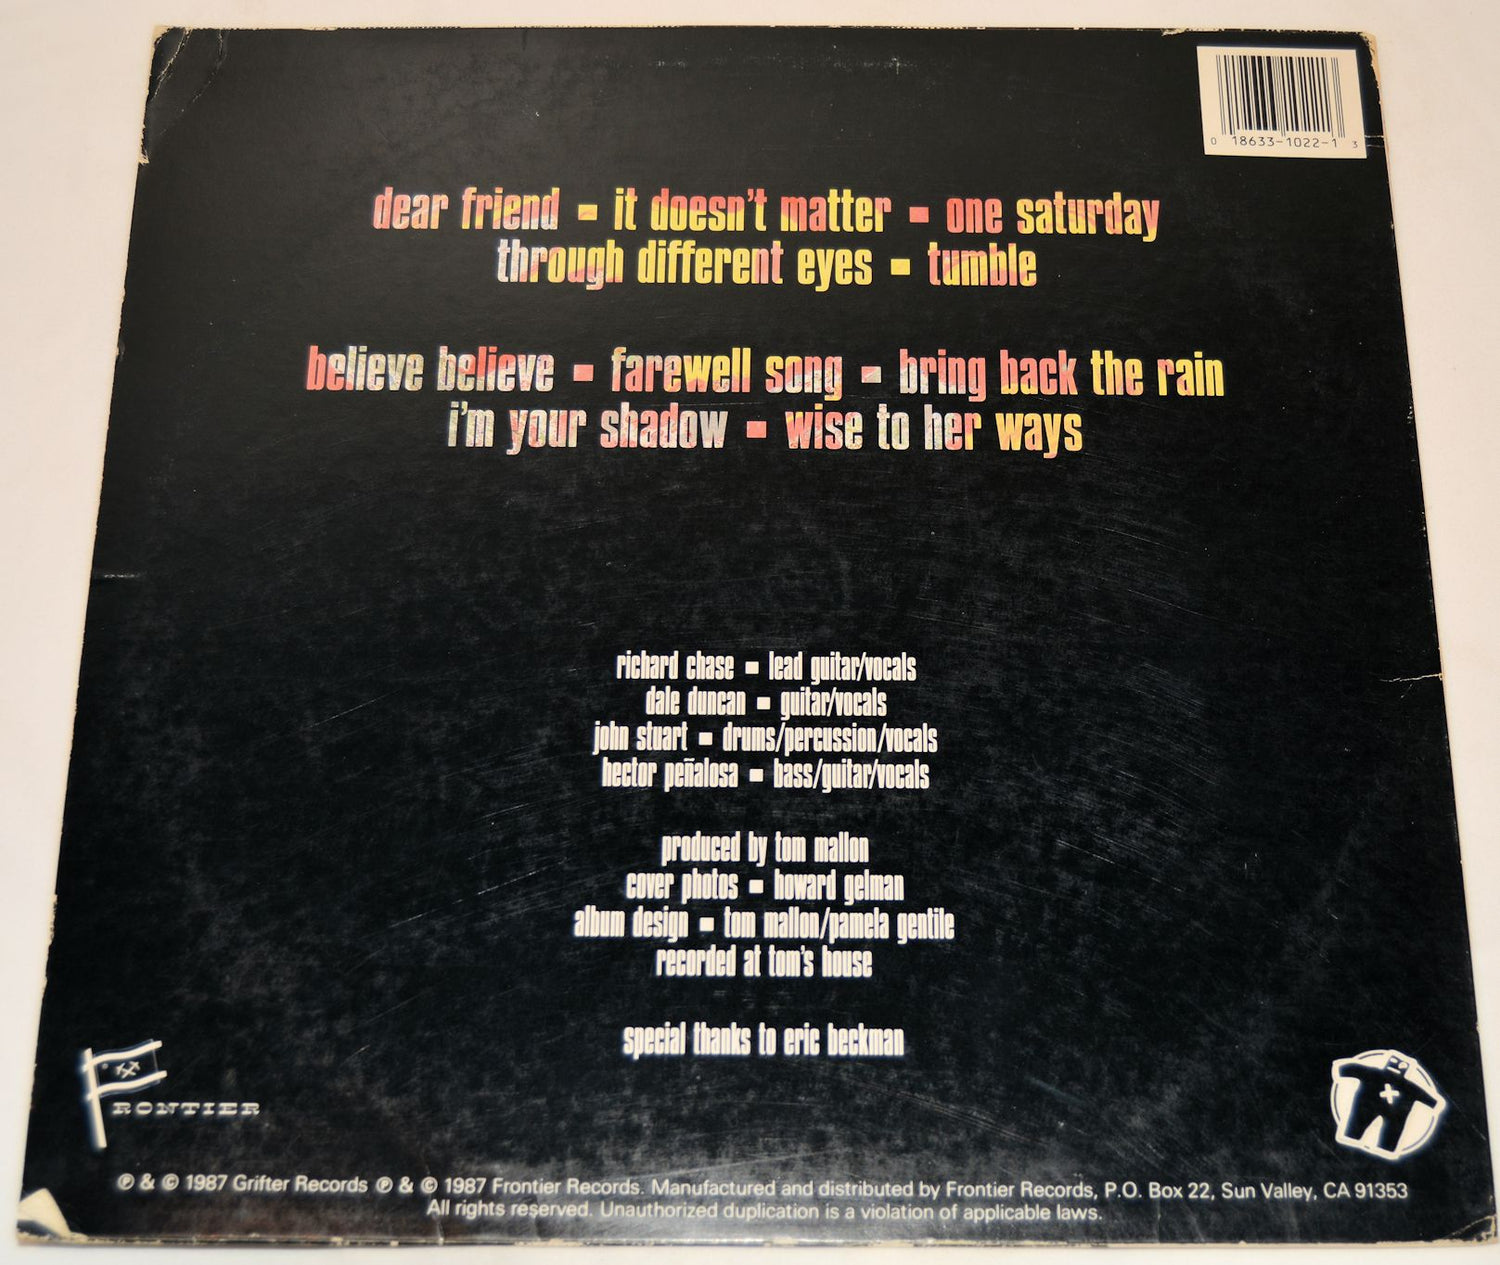 0 18633-1022-1 3
dear friend ▪ it doesn't matter ▪ one saturday
through different eyes ▪ tumble
believe believe ▪ farewell song ▪ bring back the rain
i'm your shadow ▪ wise to her ways
richard chase ▪ lead guitar/vocals
dale duncan ▪ guitar/vocals
john stuart ▪ drums/percussion/vocals
hector peñalosa ▪ bass/guitar/vocals
produced by tom mallon
cover photos ▪ howard gelman
album design ▪ tom mallon/pamela gentile
recorded at tom's house
special thanks to eric beckman
FRONTIER
℗ & © 1987 Grifter Records ℗ & © 1987 Frontier Records. Manufactured and distributed by Frontier Records, P.O. Box 22, Sun Valley, CA 91353
All rights reserved. Unauthorized duplication is a violation of applicable laws.